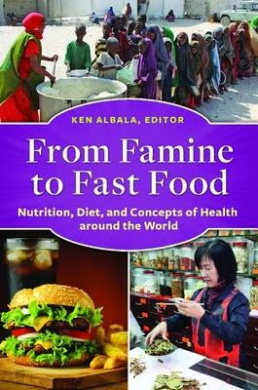 KEN ALBALA, EDITOR
From Famine
to Fast Food
Nutrition, Diet, and Concepts of Health
around the World